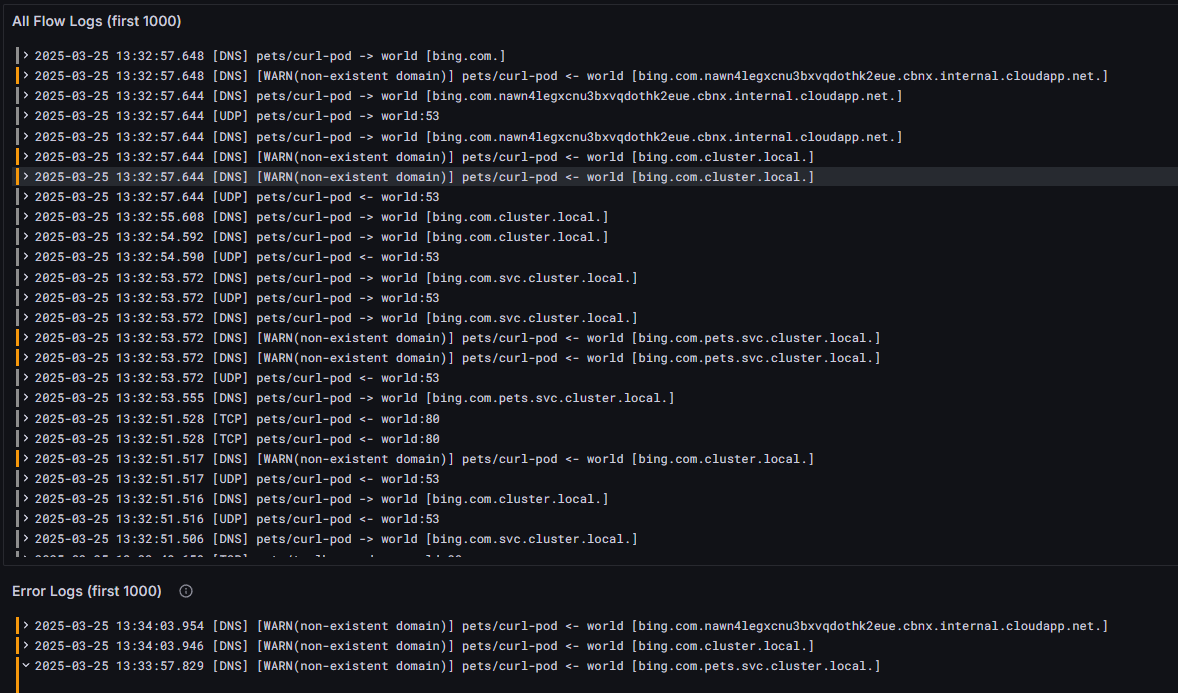 All Flow Logs (first 1000)
2025-03-25 13:32:57.648 [DNS] pets/curl-pod -> world [bing.com.]
2025-03-25 13:32:57.648 [DNS] [WARN(non-existent domain)] pets/curl-pod <- world [bing.com.nawn4legxcnu3bxvqdothk2eue.cbnx.internal.cloudapp.net.]
2025-03-25 13:32:57.644 [DNS] pets/curl-pod -> world [bing.com.nawn4legxcnu3bxvqdothk2eue.cbnx.internal.cloudapp.net.]
2025-03-25 13:32:57.644 [UDP] pets/curl-pod -> world:53
2025-03-25 13:32:57.644 [DNS] pets/curl-pod -> world [bing.com.nawn4legxcnu3bxvqdothk2eue.cbnx.internal.cloudapp.net.]
2025-03-25 13:32:57.644 [DNS] [WARN(non-existent domain)] pets/curl-pod <- world [bing.com.cluster.local.]
2025-03-25 13:32:57.644 [DNS] [WARN(non-existent domain)] pets/curl-pod <- world [bing.com.cluster.local.]
2025-03-25 13:32:57.644 [UDP] pets/curl-pod <- world:53
2025-03-25 13:32:55.608 [DNS] pets/curl-pod -> world [bing.com.cluster.local.]
2025-03-25 13:32:54.592 [DNS] pets/curl-pod -> world [bing.com.cluster.local.]
2025-03-25 13:32:54.590 [UDP] pets/curl-pod <- world:53
2025-03-25 13:32:53.572 [DNS] pets/curl-pod -> world [bing.com.svc.cluster.local.]
2025-03-25 13:32:53.572 [UDP] pets/curl-pod -> world:53
2025-03-25 13:32:53.572 [DNS] pets/curl-pod -> world [bing.com.svc.cluster.local.]
2025-03-25 13:32:53.572 [DNS] [WARN(non-existent domain)] pets/curl-pod <- world [bing.com.pets.svc.cluster.local.]
2025-03-25 13:32:53.572 [DNS] [WARN(non-existent domain)] pets/curl-pod <- world [bing.com.pets.svc.cluster.local.]
2025-03-25 13:32:53.572 [UDP] pets/curl-pod <- world:53
2025-03-25 13:32:53.555 [DNS] pets/curl-pod -> world [bing.com.pets.svc.cluster.local.]
2025-03-25 13:32:51.528 [TCP] pets/curl-pod <- world:80
2025-03-25 13:32:51.528 [TCP] pets/curl-pod <- world:80
2025-03-25 13:32:51.517 [DNS] [WARN(non-existent domain)] pets/curl-pod <- world [bing.com.cluster.local.]
2025-03-25 13:32:51.517 [UDP] pets/curl-pod <- world:53
2025-03-25 13:32:51.516 [DNS] pets/curl-pod -> world [bing.com.cluster.local.]
2025-03-25 13:32:51.516 [UDP] pets/curl-pod <- world:53
2025-03-25 13:32:51.506 [DNS] pets/curl-pod -> world [bing.com.svc.cluster.local.]
Error Logs (first 1000)
2025-03-25 13:34:03.954 [DNS] [WARN(non-existent domain)] pets/curl-pod <- world [bing.com.nawn4legxcnu3bxvqdothk2eue.cbnx.internal.cloudapp.net.]
2025-03-25 13:34:03.946 [DNS] [WARN(non-existent domain)] pets/curl-pod <- world [bing.com.cluster.local.]
2025-03-25 13:33:57.829 [DNS] [WARN(non-existent domain)] pets/curl-pod <- world [bing.com.pets.svc.cluster.local.]